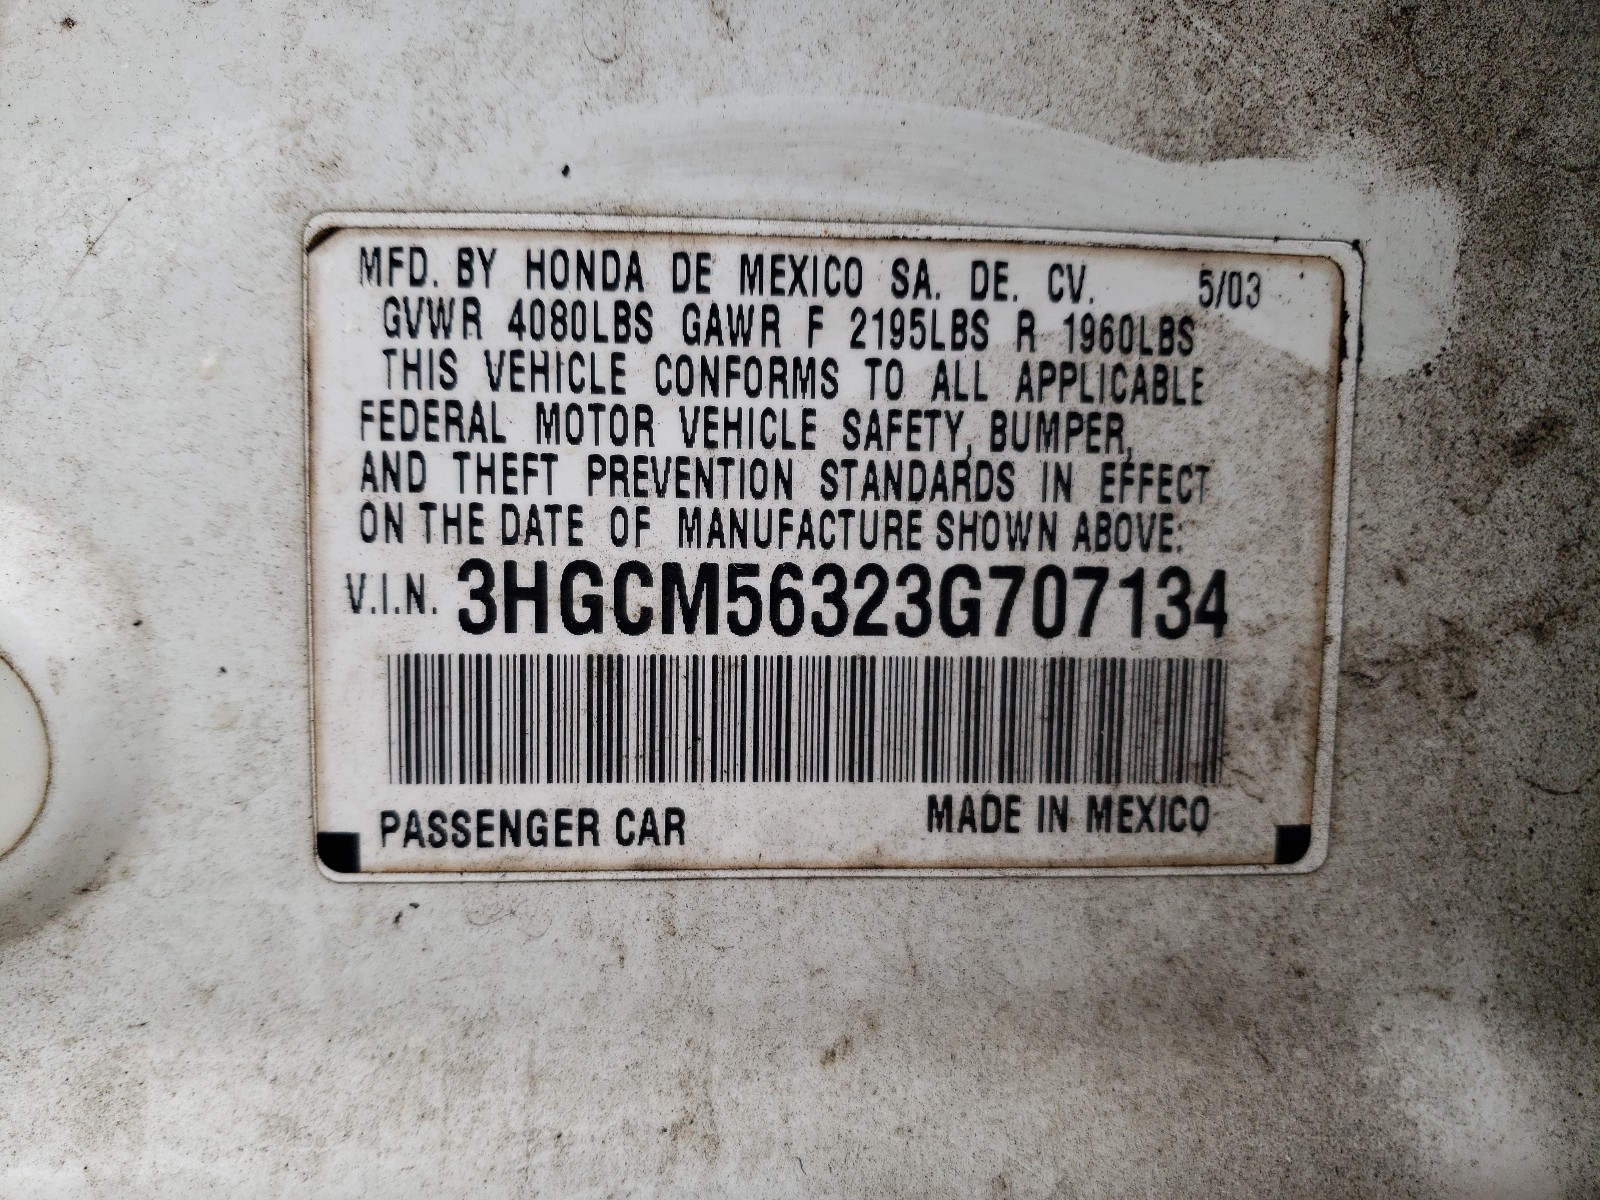 MFD. BY HONDA DE MEXICO SA. DE. CV. 5/03
GVWR 4080LBS GAWR F 2195LBS R 1960LBS
THIS VEHICLE CONFORMS TO ALL APPLICABLE
FEDERAL MOTOR VEHICLE SAFETY, BUMPER,
AND THEFT PREVENTION STANDARDS IN EFFECT
ON THE DATE OF MANUFACTURE SHOWN ABOVE:
V.I.N. 3HGCM56323G707134
PASSENGER CAR MADE IN MEXICO